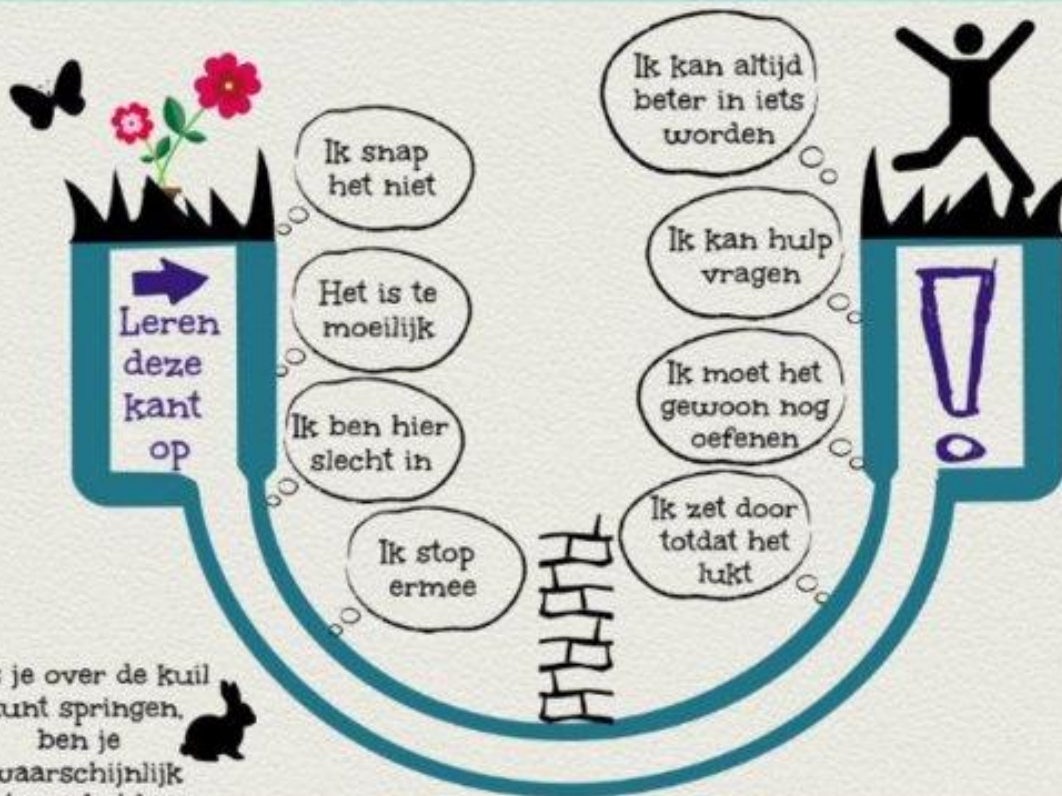 Ik snap
het niet
Het is te
moeilijk
Ik ben hier
slecht in
Ik stop
ermee
Ik zet door
totdat het
lukt
Ik moet het
gewoon nog
oefenen
Ik kan hulp
vragen
Ik kan altijd
beter in iets
worden
Leren
deze
kant
op
!
je over de kuil
springen,
ben je